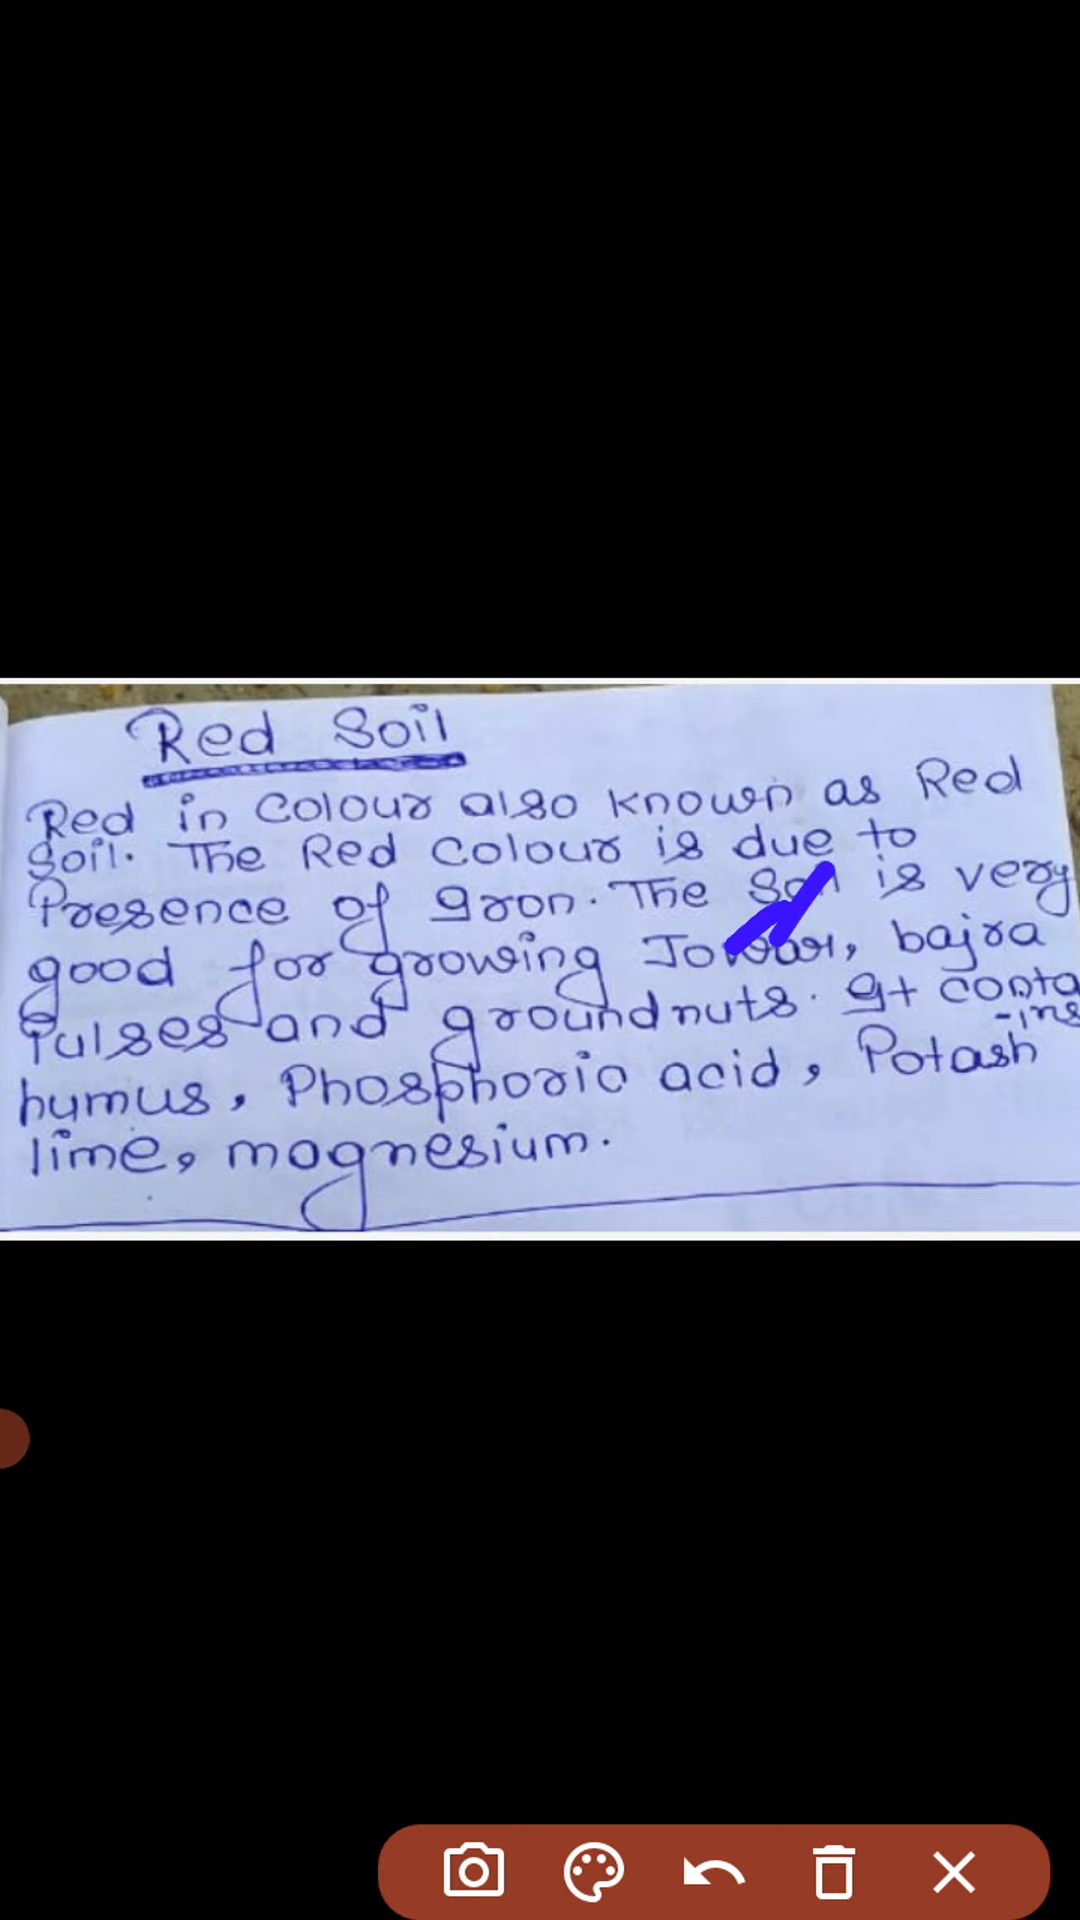 Red Soil
Red in Colour also known as Red
Soil. The Red Colour is due to
Presence of Iron. The Soil is very
good for growing Jowar, bajra
Pulses and groundnuts. It conta
-ins
humus, Phosphoric acid, Potash
lime, magnesium.